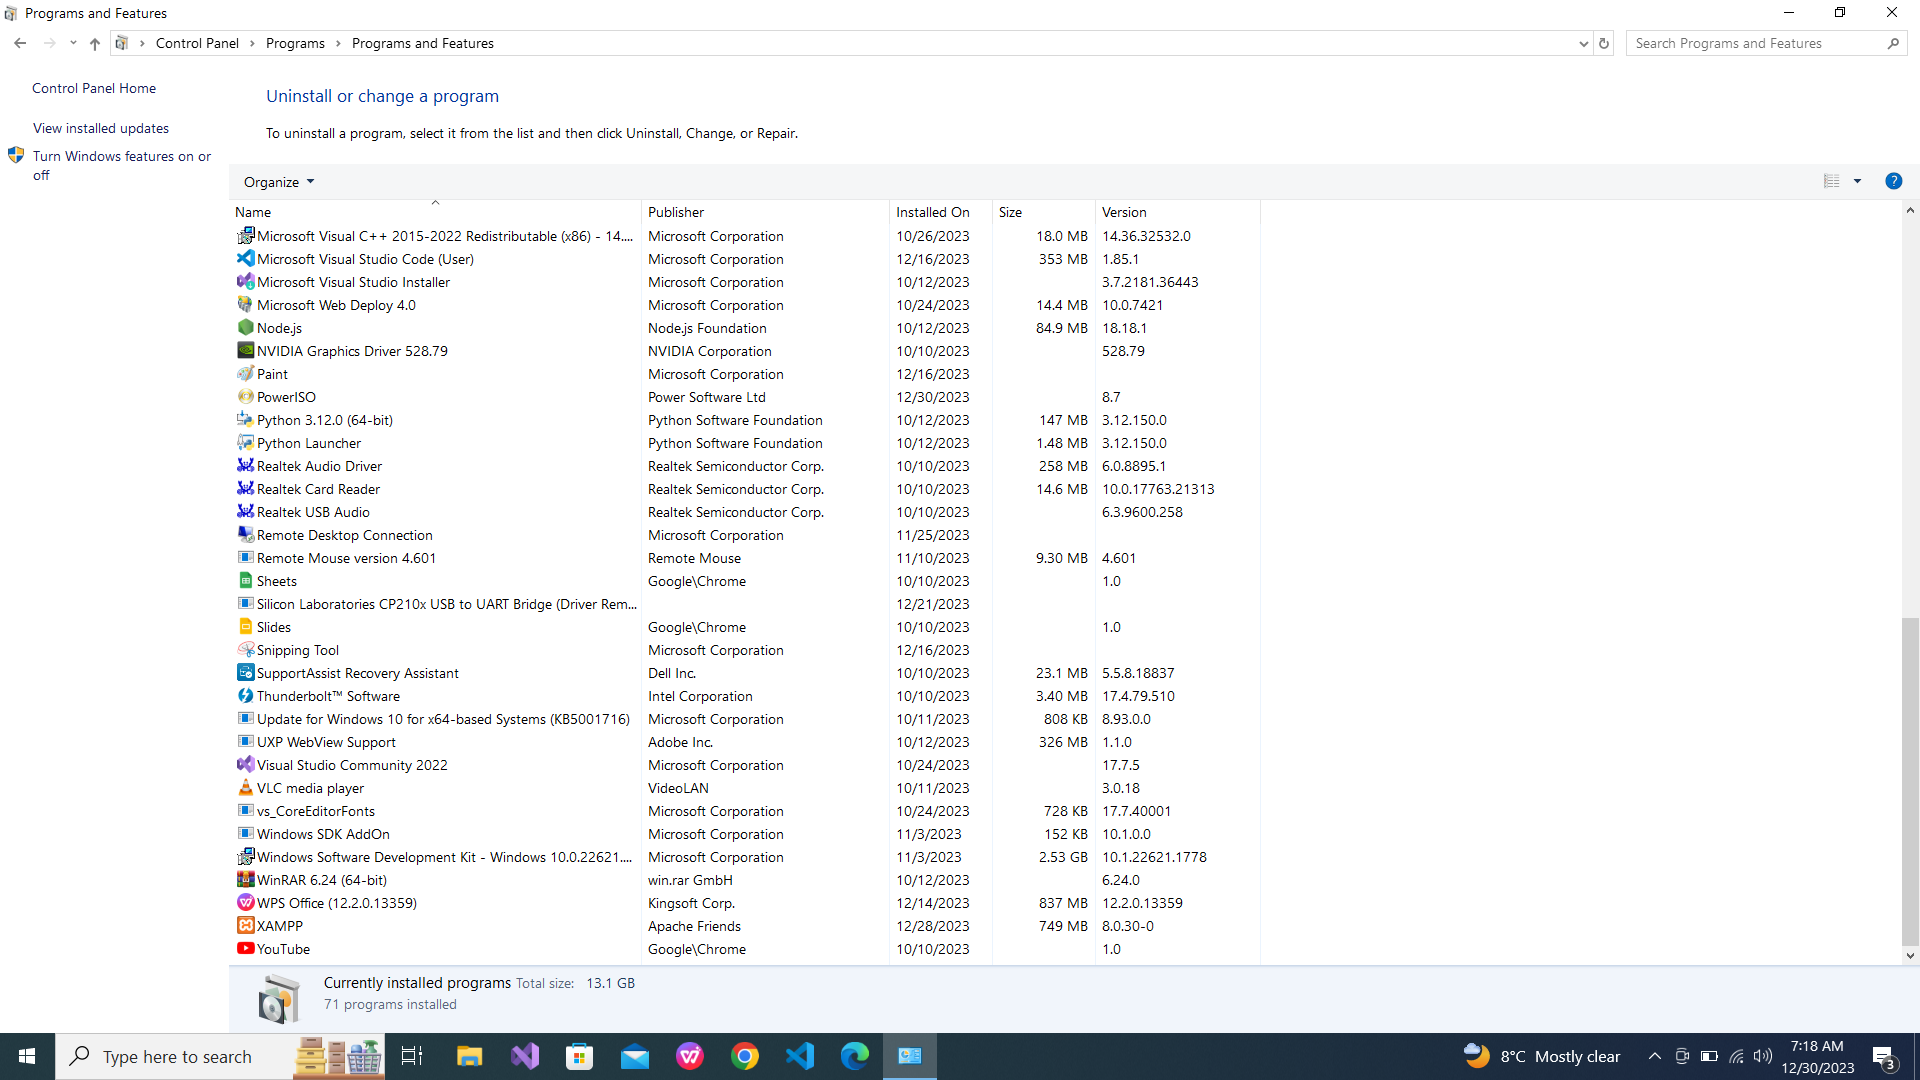 Programs and Features
Control Panel > Programs > Programs and Features
Search Programs and Features
Control Panel Home
View installed updates
Turn Windows features on or
off
Uninstall or change a program
To uninstall a program, select it from the list and then click Uninstall, Change, or Repair.
Organize
Name Publisher Installed On Size Version
Microsoft Visual C++ 2015-2022 Redistributable (x86) - 14.... Microsoft Corporation 10/26/2023 18.0 MB 14.36.32532.0
Microsoft Visual Studio Code (User) Microsoft Corporation 12/16/2023 353 MB 1.85.1
Microsoft Visual Studio Installer Microsoft Corporation 10/12/2023 3.7.2181.36443
Microsoft Web Deploy 4.0 Microsoft Corporation 10/24/2023 14.4 MB 10.0.7421
Node.js Node.js Foundation 10/12/2023 84.9 MB 18.18.1
NVIDIA Graphics Driver 528.79 NVIDIA Corporation 10/10/2023 528.79
Paint Microsoft Corporation 12/16/2023
PowerISO Power Software Ltd 12/30/2023 8.7
Python 3.12.0 (64-bit) Python Software Foundation 10/12/2023 147 MB 3.12.150.0
Python Launcher Python Software Foundation 10/12/2023 1.48 MB 3.12.150.0
Realtek Audio Driver Realtek Semiconductor Corp. 10/10/2023 258 MB 6.0.8895.1
Realtek Card Reader Realtek Semiconductor Corp. 10/10/2023 14.6 MB 10.0.17763.21313
Realtek USB Audio Realtek Semiconductor Corp. 10/10/2023 6.3.9600.258
Remote Desktop Connection Microsoft Corporation 11/25/2023
Remote Mouse version 4.601 Remote Mouse 11/10/2023 9.30 MB 4.601
Sheets Google\Chrome 10/10/2023 1.0
Silicon Laboratories CP210x USB to UART Bridge (Driver Rem... 12/21/2023
Slides Google\Chrome 10/10/2023 1.0
Snipping Tool Microsoft Corporation 12/16/2023
SupportAssist Recovery Assistant Dell Inc. 10/10/2023 23.1 MB 5.5.8.18837
Thunderbolt™ Software Intel Corporation 10/10/2023 3.40 MB 17.4.79.510
Update for Windows 10 for x64-based Systems (KB5001716) Microsoft Corporation 10/11/2023 808 KB 8.93.0.0
UXP WebView Support Adobe Inc. 10/12/2023 326 MB 1.1.0
Visual Studio Community 2022 Microsoft Corporation 10/24/2023 17.7.5
VLC media player VideoLAN 10/11/2023 3.0.18
vs_CoreEditorFonts Microsoft Corporation 10/24/2023 728 KB 17.7.40001
Windows SDK AddOn Microsoft Corporation 11/3/2023 152 KB 10.1.0.0
Windows Software Development Kit - Windows 10.0.22621.... Microsoft Corporation 11/3/2023 2.53 GB 10.1.22621.1778
WinRAR 6.24 (64-bit) win.rar GmbH 10/12/2023 6.24.0
WPS Office (12.2.0.13359) Kingsoft Corp. 12/14/2023 837 MB 12.2.0.13359
XAMPP Apache Friends 12/28/2023 749 MB 8.0.30-0
YouTube Google\Chrome 10/10/2023 1.0
Currently installed programs Total size: 13.1 GB
71 programs installed
Type here to search
8°C Mostly clear
7:18 AM
12/30/2023
3